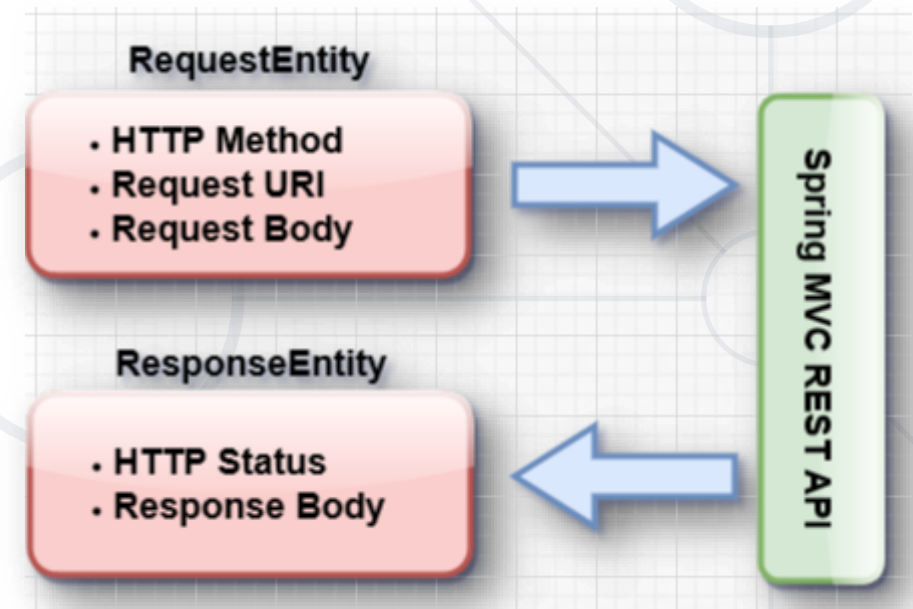 RequestEntity
• HTTP Method
• Request URI
• Request Body
Spring MVC REST API
ResponseEntity
• HTTP Status
• Response Body